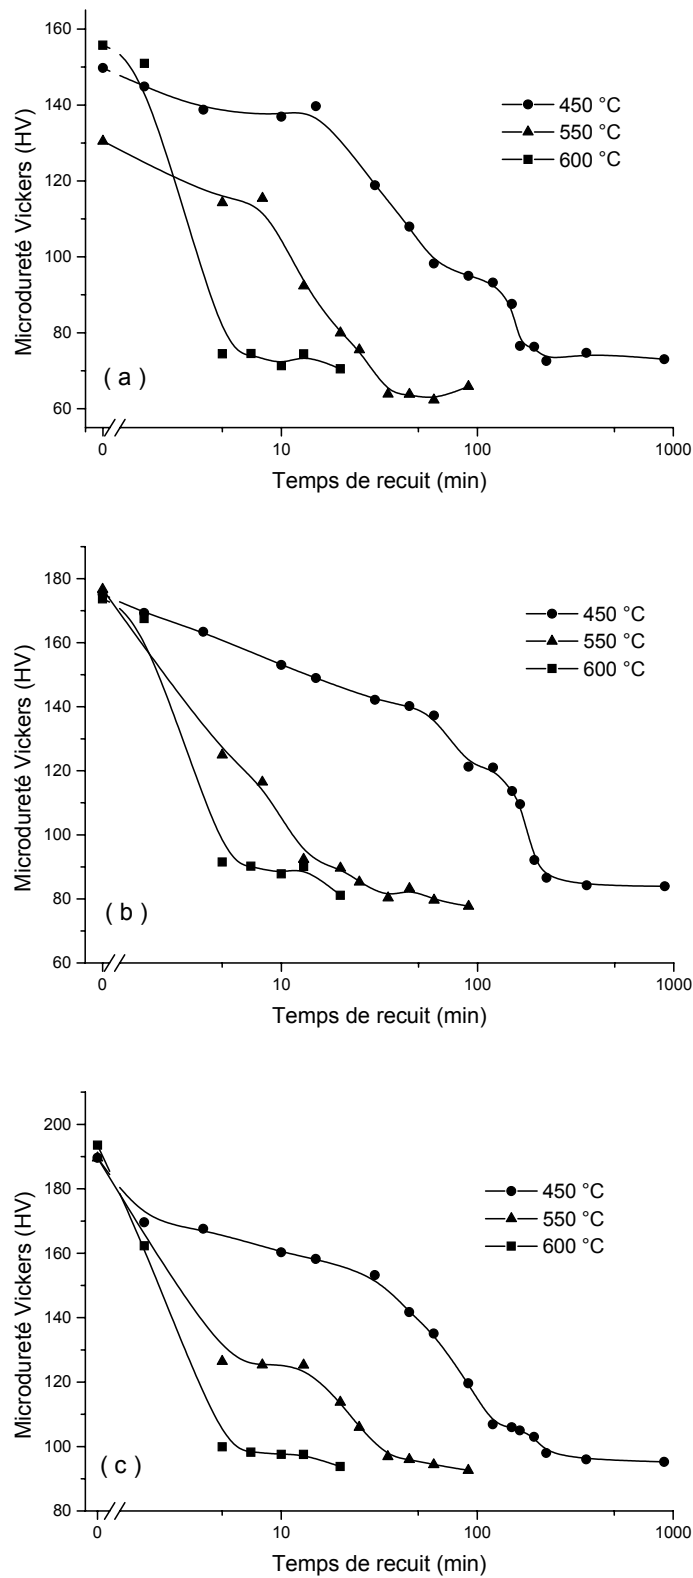 160
140
120
100
80
60
Microdureté Vickers (HV)
450 °C
550 °C
600 °C
( a )
0
10
100
1000
Temps de recuit (min)
180
160
140
120
100
80
60
Microdureté Vickers (HV)
450 °C
550 °C
600 °C
( b )
0
10
100
1000
Temps de recuit (min)
200
180
160
140
120
100
80
Microdureté Vickers (HV)
450 °C
550 °C
600 °C
( c )
0
10
100
1000
Temps de recuit (min)